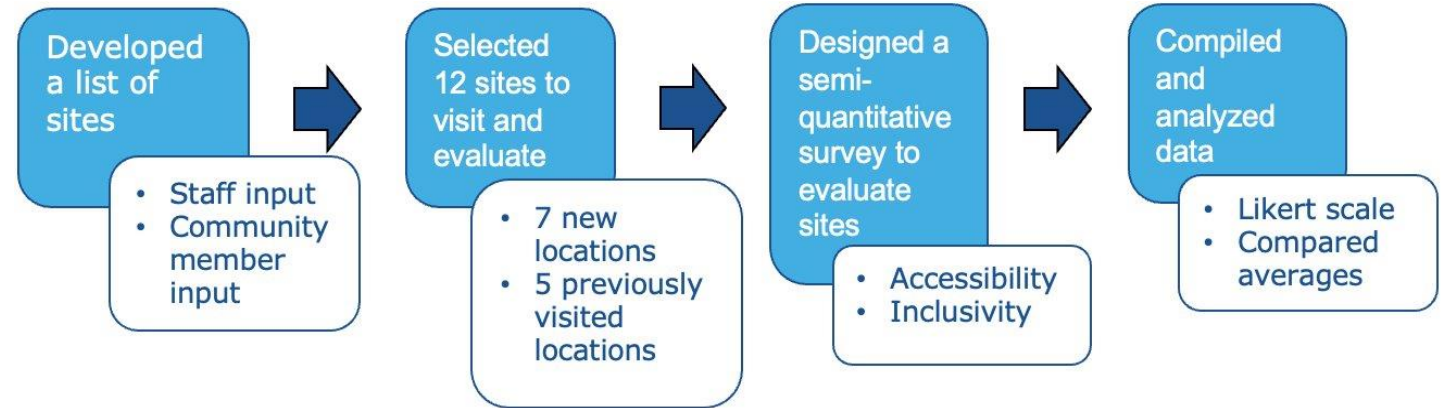 Developed
a list of
sites
• Staff input
• Community
member
input
Selected
12 sites to
visit and
evaluate
• 7 new
locations
• 5 previously
visited
locations
Designed a
semi-
quantitative
survey to
evaluate
sites
• Accessibility
• Inclusivity
Compiled
and
analyzed
data
• Likert scale
• Compared
averages